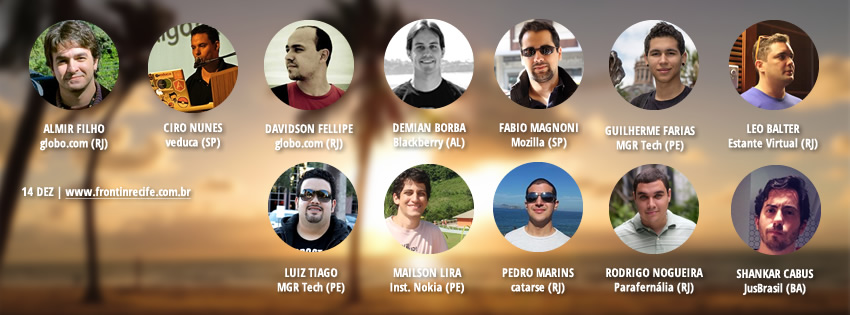 ALMIR FILHO
globo.com (RJ)
CIRO NUNES
veduca (SP)
DAVIDSON FELLIPE
globo.com (RJ)
DEMIAN BORBA
Blackberry (AL)
FABIO MAGNONI
Mozilla (SP)
GUILHERME FARIAS
MGR Tech (PE)
LEO BALTER
Estante Virtual (RJ)
14 DEZ | www.frontinrecife.com.br
LUIZ TIAGO
MGR Tech (PE)
MAILSON LIRA
Inst. Nokia (PE)
PEDRO MARINS
catarse (RJ)
RODRIGO NOGUEIRA
Parafernália (RJ)
SHANKAR CABUS
JusBrasil (BA)